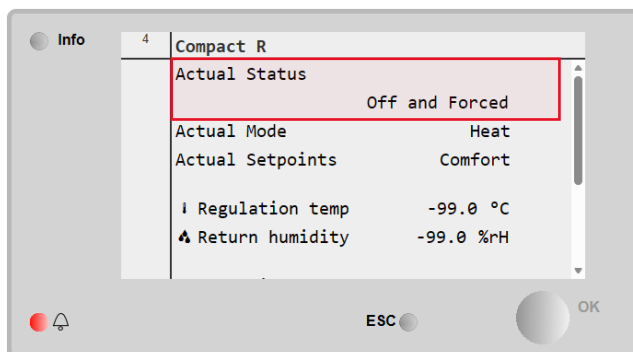 Info
4
Compact R
Actual Status
Off and Forced
Actual Mode Heat
Actual Setpoints Comfort
Regulation temp -99.0 °C
Return humidity -99.0 %rH
ESC
OK